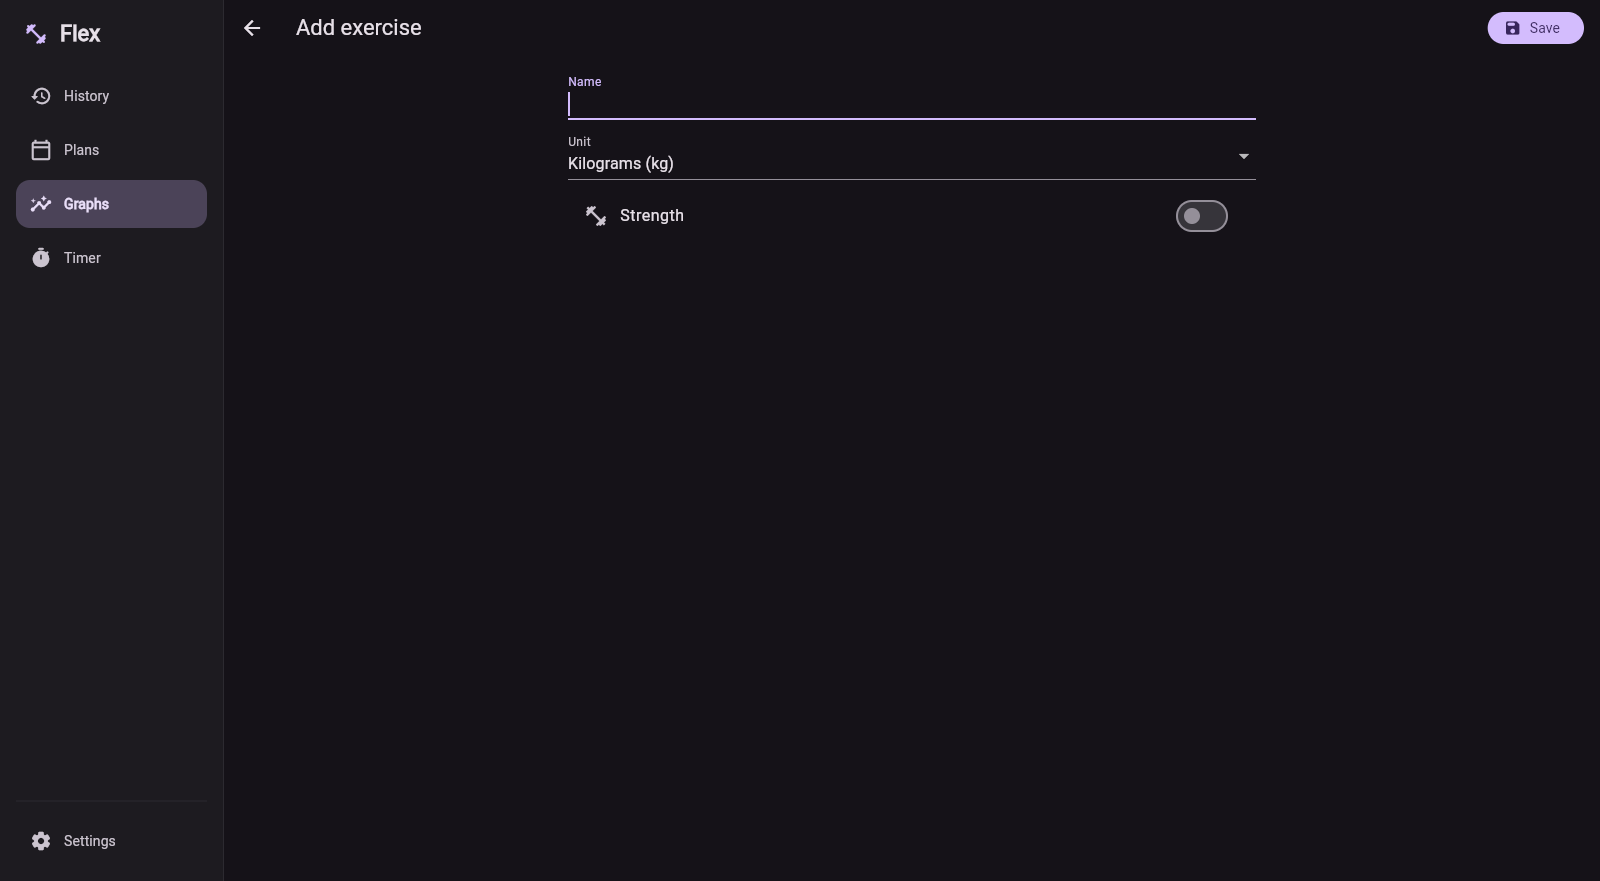 Flex
History
Plans
Graphs
Timer
Settings
Add exercise
Save
Name
Unit
Kilograms (kg)
Strength